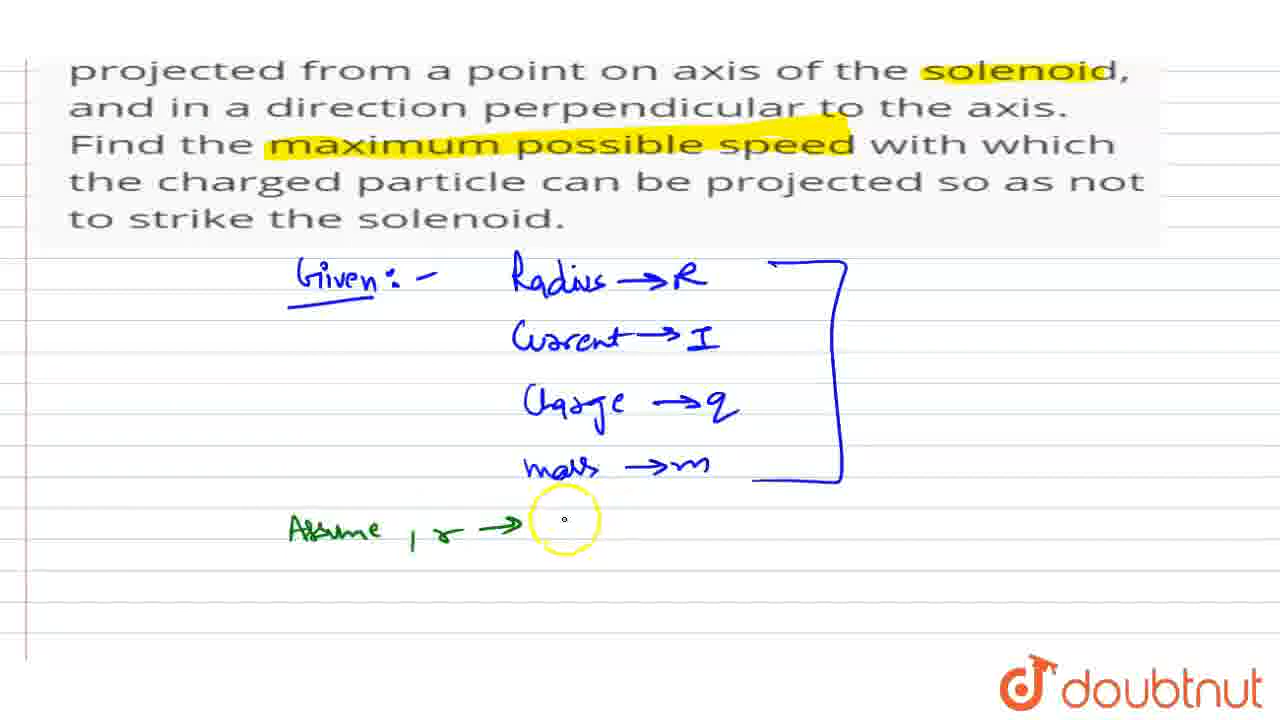 projected from a point on axis of the solenoid,
and in a direction perpendicular to the axis.
Find the maximum possible speed with which
the charged particle can be projected so as not
to strike the solenoid.
Given:- Radius → R
Current → I
Charge → q
mass → m
Assume, r →
doubtnut